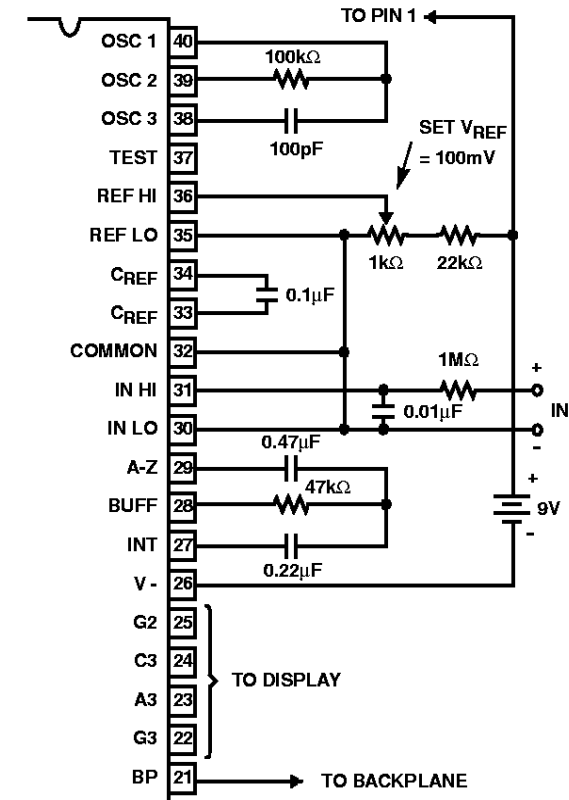 TO PIN 1
OSC 1 40
100kΩ
OSC 2 39
OSC 3 38
100pF
SET VREF
= 100mV
TEST 37
REF HI 36
REF LO 35
1kΩ 22kΩ
CREF 34
0.1µF
CREF 33
COMMON 32
1MΩ
+
IN HI 31
0.01µF
IN
IN LO 30
-
0.47µF
A-Z 29
+
47kΩ
BUFF 28
9V
-
INT 27
0.22µF
V - 26
G2 25
C3 24
TO DISPLAY
A3 23
G3 22
BP 21
TO BACKPLANE